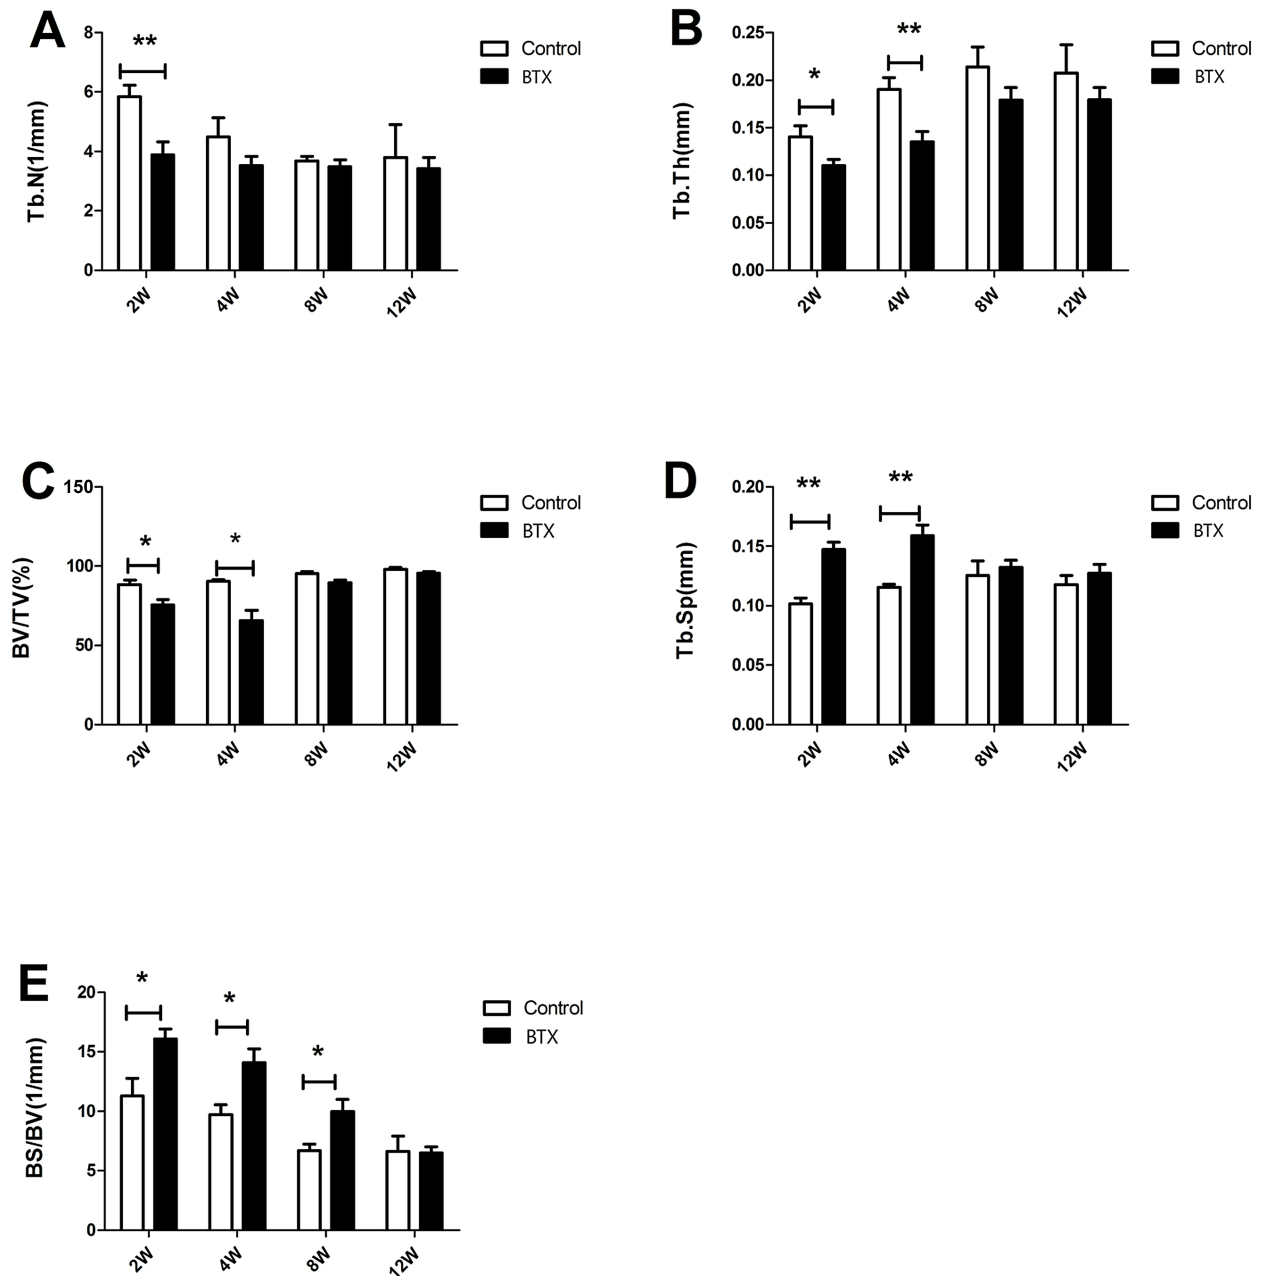 A
Tb.N(1/mm)
8
6
4
2
0
**
2W
4W
8W
12W
Control
BTX
B
Tb.Th(mm)
0.25
0.20
0.15
0.10
0.05
0.00
*
**
2W
4W
8W
12W
Control
BTX
C
BV/TV(%)
150
100
50
0
*
*
2W
4W
8W
12W
Control
BTX
D
Tb.Sp(mm)
0.20
0.15
0.10
0.05
0.00
**
**
2W
4W
8W
12W
Control
BTX
E
BS/BV(1/mm)
20
15
10
5
0
*
*
*
2W
4W
8W
12W
Control
BTX